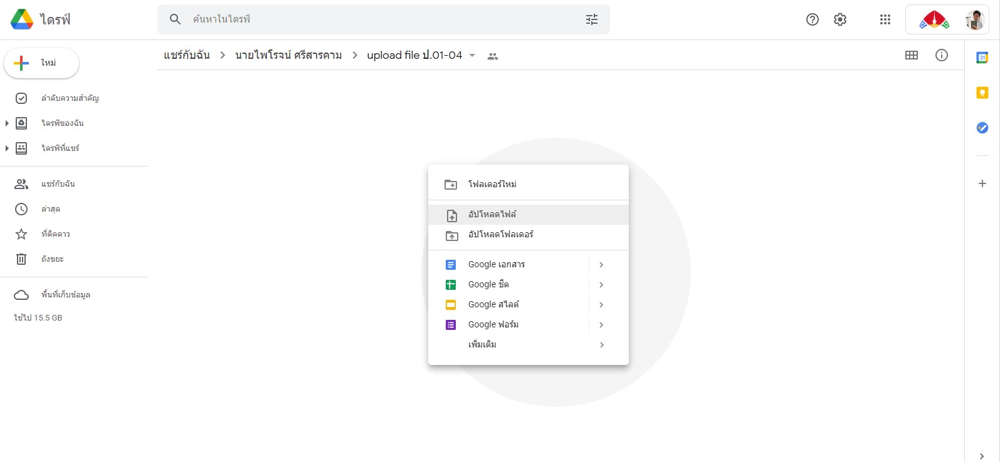 ไดรฟ์
ค้นหาในไดรฟ์
ใหม่
แชร์กับฉัน
นายไพโรจน์ ศรีสารคาม
upload file ป.01-04
31
ลำดับความสำคัญ
ไดรฟ์ของฉัน
ไดรฟ์ที่แชร์
แชร์กับฉัน
ล่าสุด
ที่ติดดาว
ถังขยะ
พื้นที่เก็บข้อมูล
ใช้ไป 15.5 GB
โฟลเดอร์ใหม่
อัปโหลดไฟล์
อัปโหลดโฟลเดอร์
Google เอกสาร
Google ชีต
Google สไลด์
Google ฟอร์ม
เพิ่มเติม